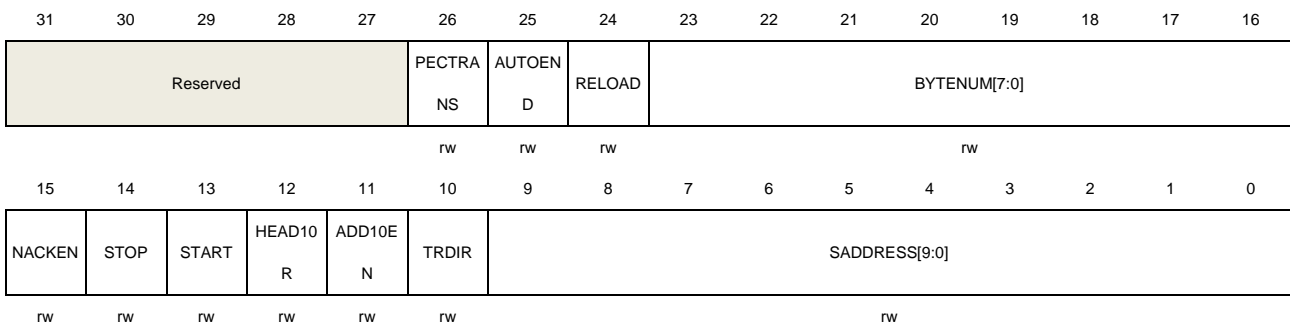 31 30 29 28 27 26 25 24 23 22 21 20 19 18 17 16
Reserved PECTRA NS AUTOEN D RELOAD BYTENUM[7:0]
rw rw rw rw
15 14 13 12 11 10 9 8 7 6 5 4 3 2 1 0
NACKEN STOP START HEAD10 R ADD10E N TRDIR SADDRESS[9:0]
rw rw rw rw rw rw rw